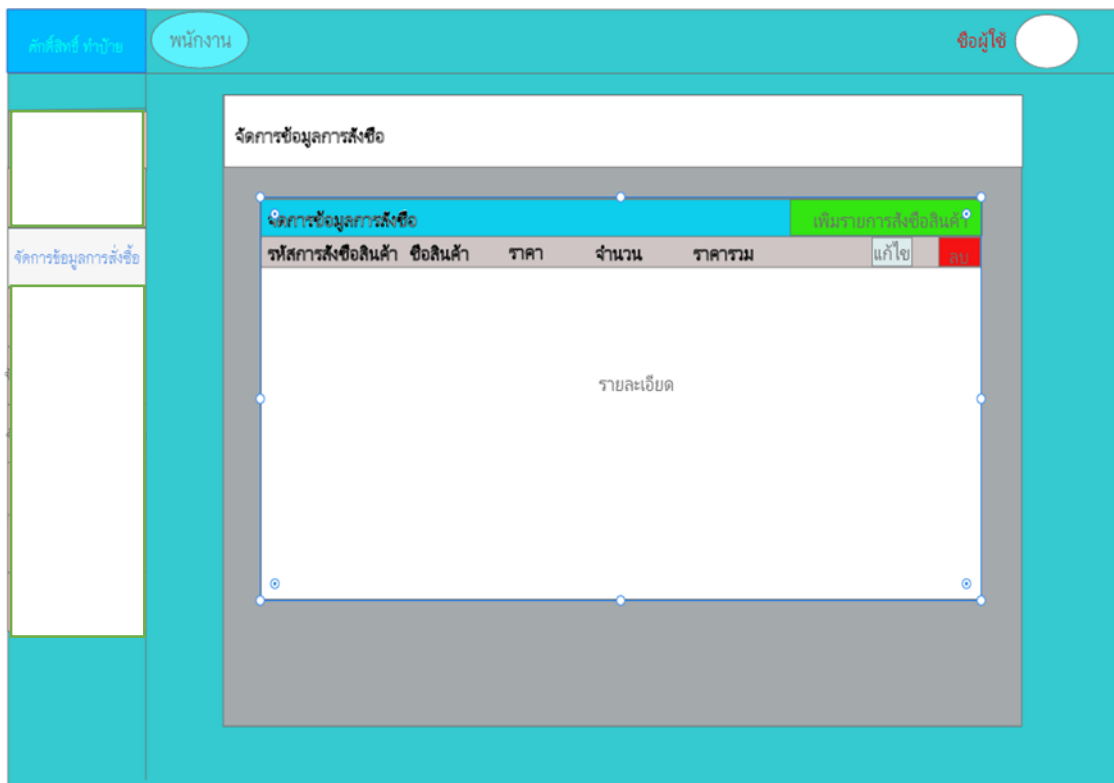 ศักดิ์สิทธิ์ ทำป้าย
พนักงาน
ชื่อผู้ใช้
จัดการข้อมูลการสั่งซื้อ
จัดการข้อมูลการสั่งซื้อ
จัดการข้อมูลการสั่งซื้อ
เพิ่มรายการสั่งซื้อสินค้า
รหัสการสั่งซื้อสินค้า ชื่อสินค้า ราคา จำนวน ราคารวม แก้ไข ลบ
รายละเอียด